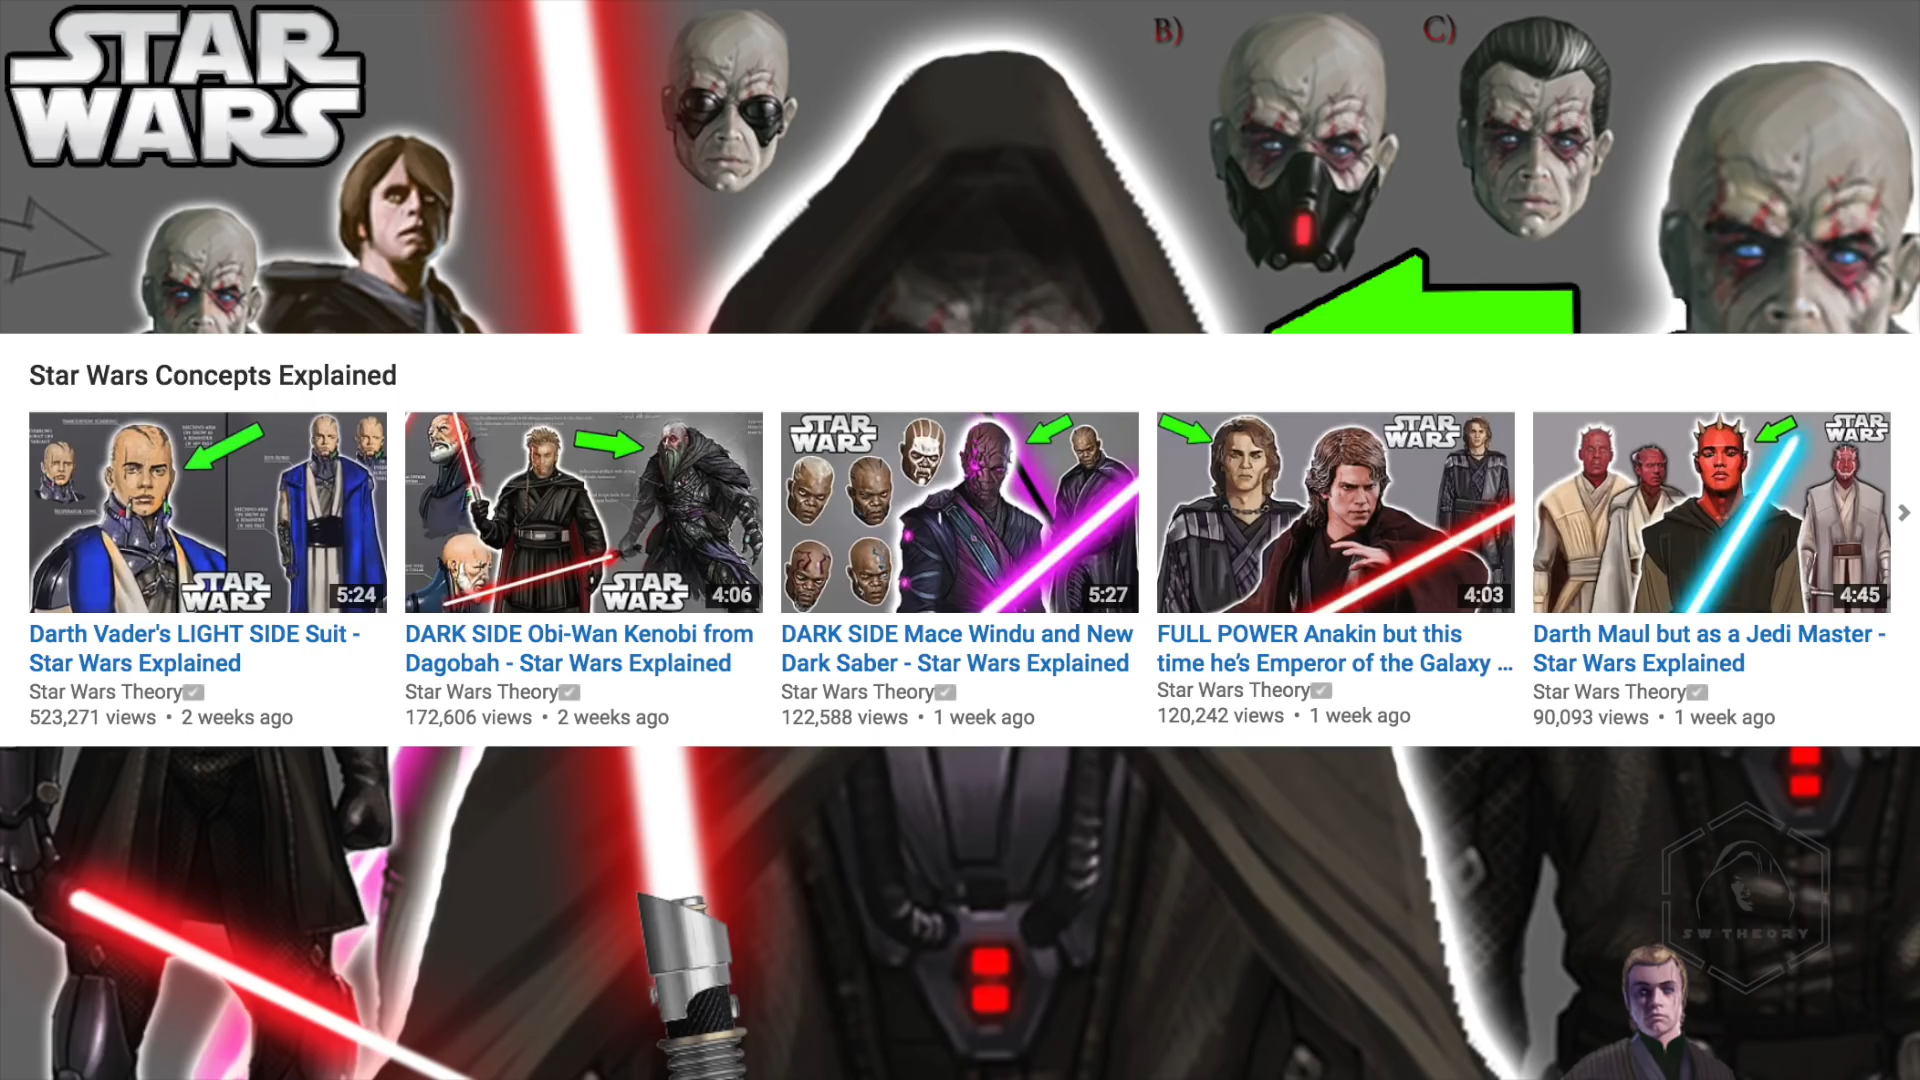 STAR
WARS
B)
C)
Star Wars Concepts Explained
STAR
WARS
5:24
STAR
WARS
4:06
STAR
WARS
5:27
STAR
WARS
4:03
STAR
WARS
4:45
Darth Vader's LIGHT SIDE Suit -
Star Wars Explained
Star Wars Theory
523,271 views • 2 weeks ago
DARK SIDE Obi-Wan Kenobi from
Dagobah - Star Wars Explained
Star Wars Theory
172,606 views • 2 weeks ago
DARK SIDE Mace Windu and New
Dark Saber - Star Wars Explained
Star Wars Theory
122,588 views • 1 week ago
FULL POWER Anakin but this
time he’s Emperor of the Galaxy ...
Star Wars Theory
120,242 views • 1 week ago
Darth Maul but as a Jedi Master -
Star Wars Explained
Star Wars Theory
90,093 views • 1 week ago
SW THEORY